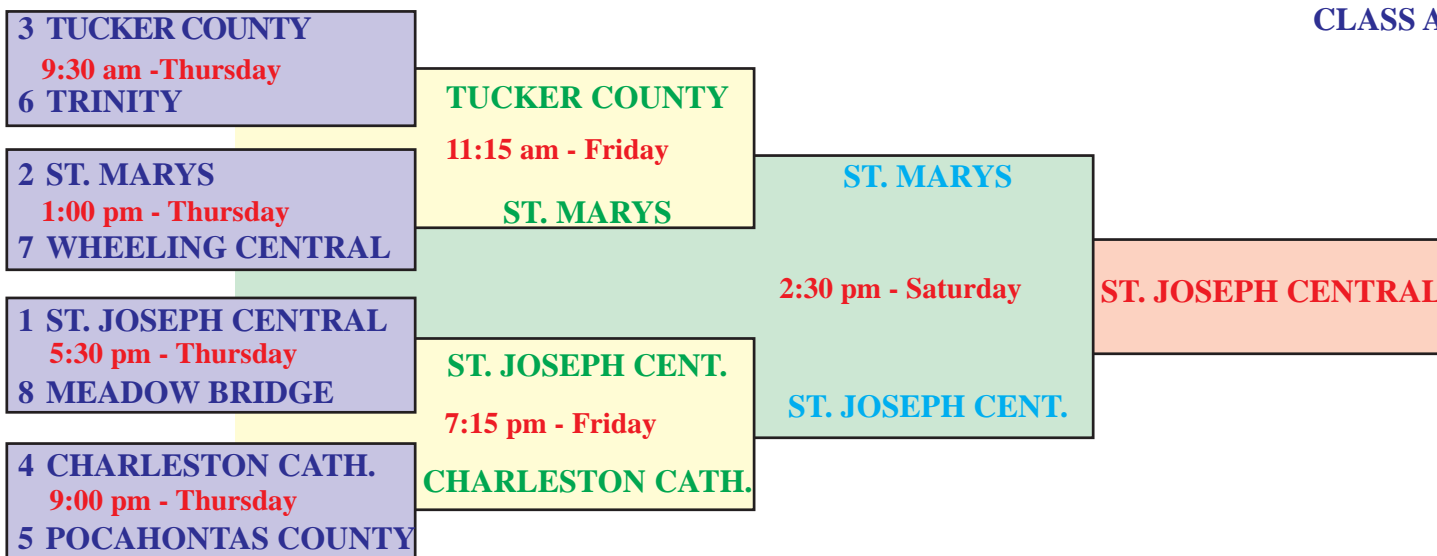 CLASS A
3 TUCKER COUNTY
9:30 am -Thursday
6 TRINITY
2 ST. MARYS
1:00 pm - Thursday
7 WHEELING CENTRAL
1 ST. JOSEPH CENTRAL
5:30 pm - Thursday
8 MEADOW BRIDGE
4 CHARLESTON CATH.
9:00 pm - Thursday
5 POCAHONTAS COUNTY
TUCKER COUNTY
11:15 am - Friday
ST. MARYS
ST. JOSEPH CENT.
7:15 pm - Friday
CHARLESTON CATH.
ST. MARYS
2:30 pm - Saturday
ST. JOSEPH CENT.
ST. JOSEPH CENTRAL